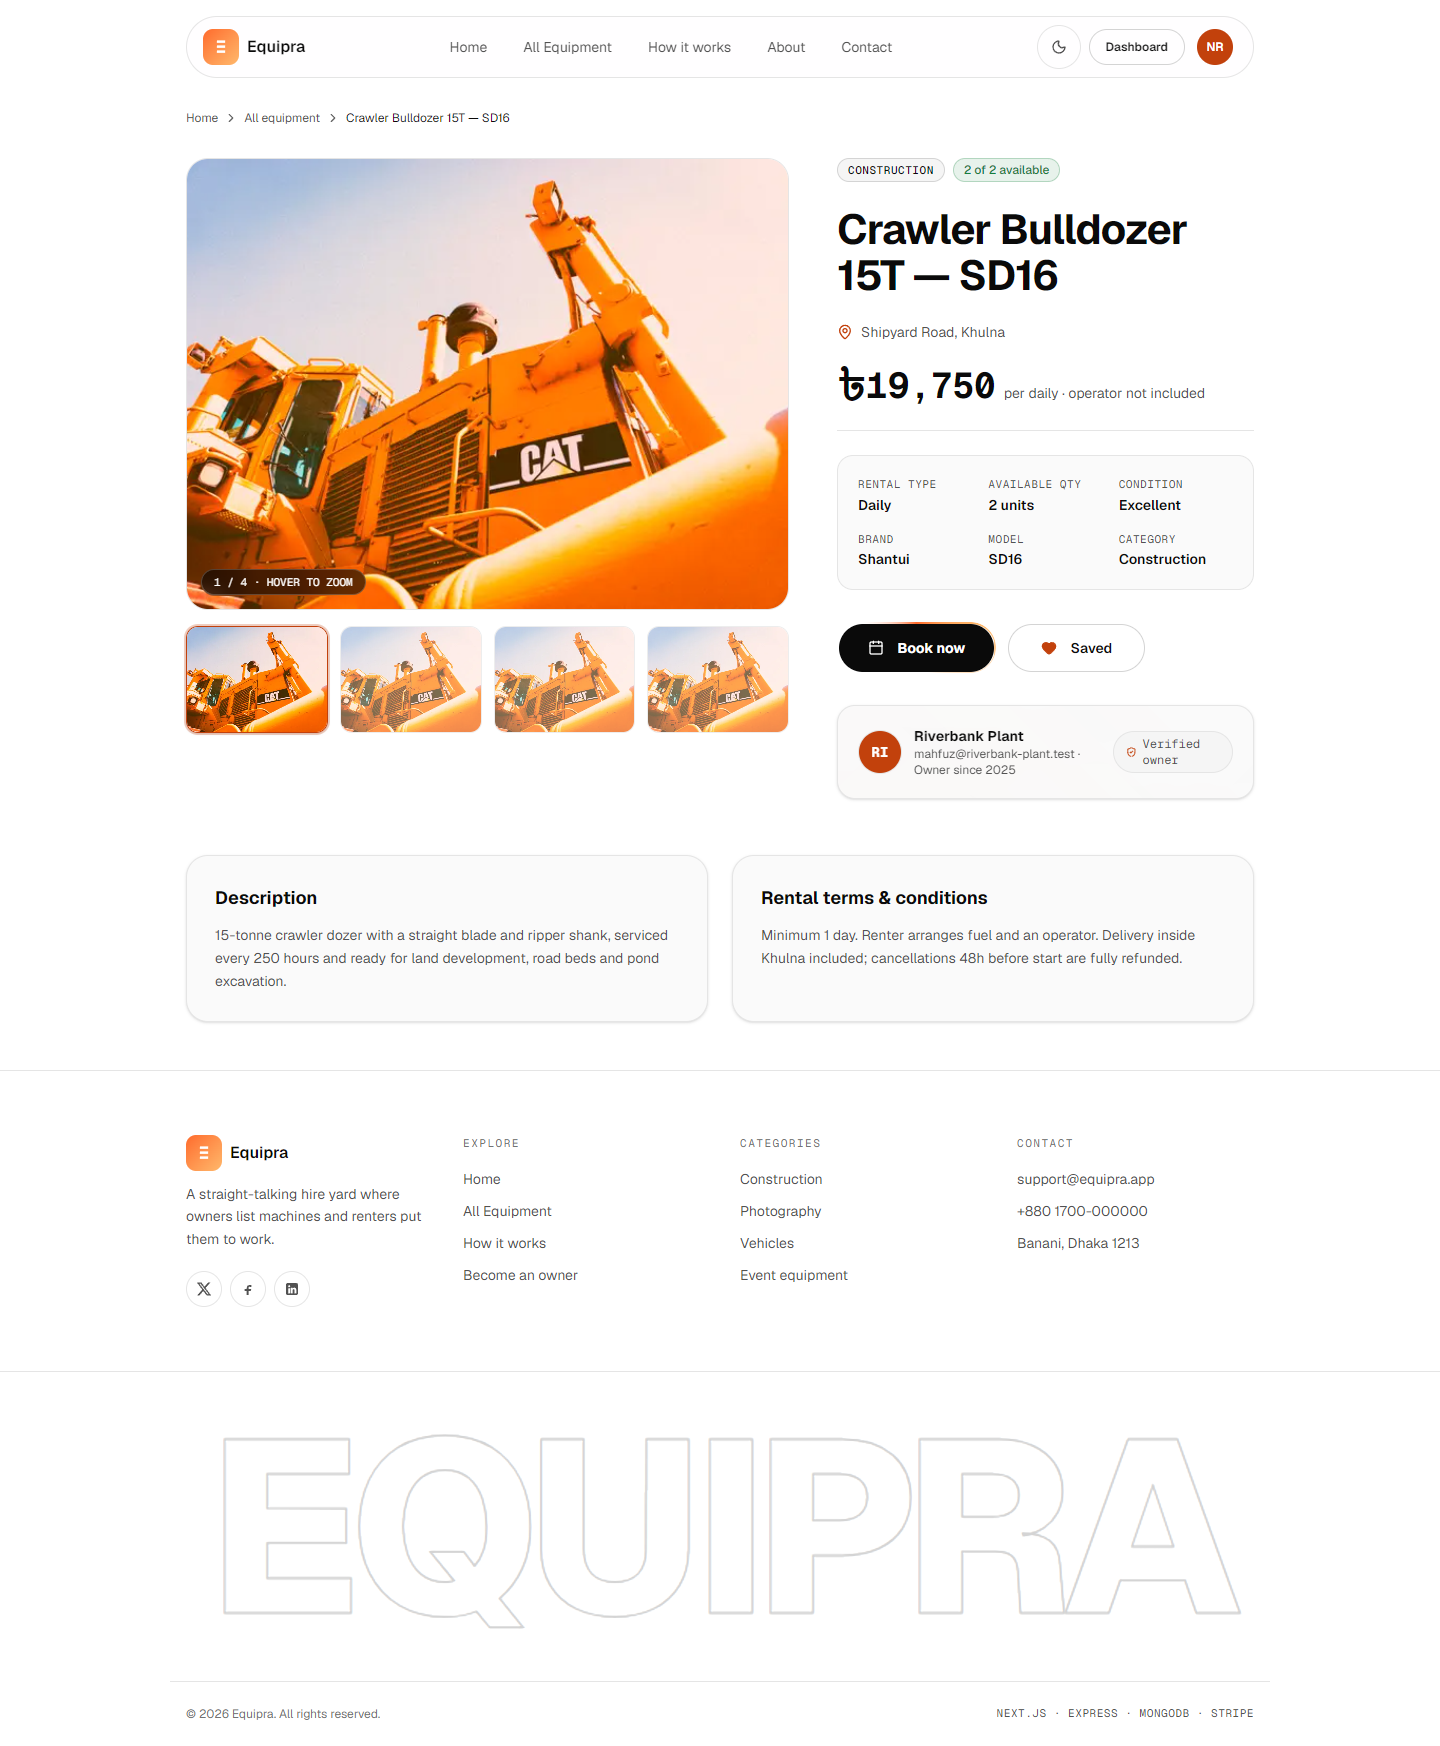 Equipra
Home
All Equipment
How it works
About
Contact
Dashboard
NR
Home > All equipment > Crawler Bulldozer 15T — SD16
CAT
1 / 4 · HOVER TO ZOOM
CAT
CAT
CAT
CAT
CONSTRUCTION
2 of 2 available
Crawler Bulldozer
15T — SD16
Shipyard Road, Khulna
৳19,750 per daily · operator not included
RENTAL TYPE
Daily
AVAILABLE QTY
2 units
CONDITION
Excellent
BRAND
Shantui
MODEL
SD16
CATEGORY
Construction
Book now
Saved
RI
Riverbank Plant
mahfuz@riverbank-plant.test ·
Owner since 2025
Verified
owner
Description
15-tonne crawler dozer with a straight blade and ripper shank, serviced
every 250 hours and ready for land development, road beds and pond
excavation.
Rental terms & conditions
Minimum 1 day. Renter arranges fuel and an operator. Delivery inside
Khulna included; cancellations 48h before start are fully refunded.
Equipra
A straight-talking hire yard where
owners list machines and renters put
them to work.
EXPLORE
Home
All Equipment
How it works
Become an owner
CATEGORIES
Construction
Photography
Vehicles
Event equipment
CONTACT
support@equipra.app
+880 1700-000000
Banani, Dhaka 1213
EQUIPRA
© 2026 Equipra. All rights reserved.
NEXT.JS · EXPRESS · MONGODB · STRIPE